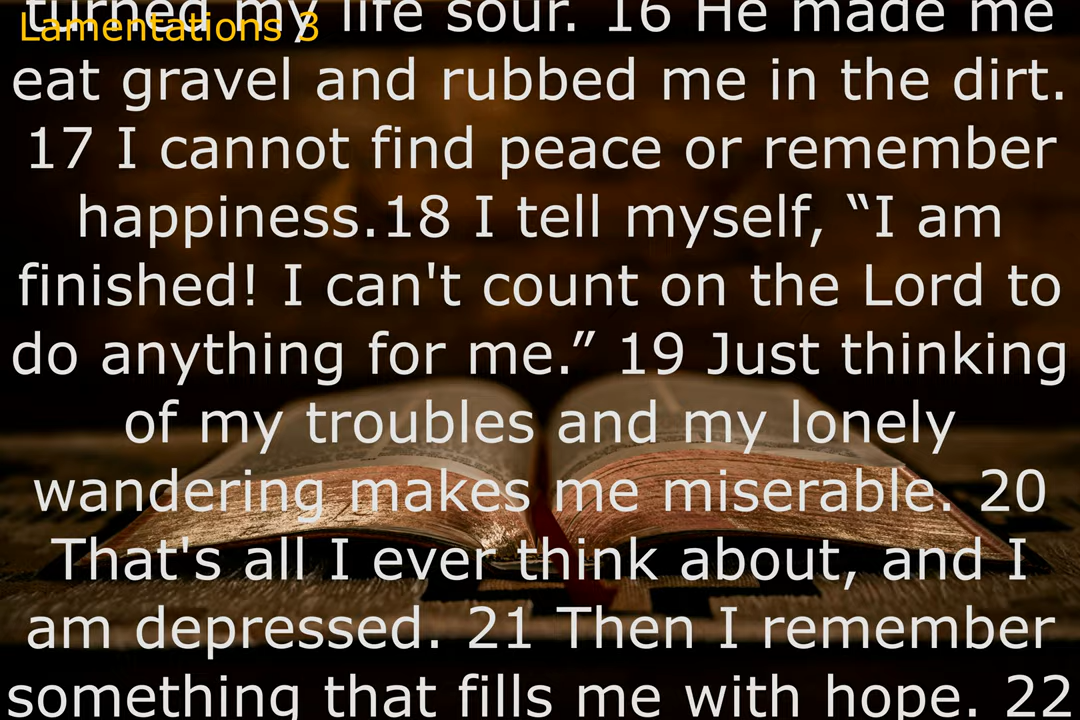 turned my life sour. 16 He made me
Lamentations 3
eat gravel and rubbed me in the dirt.
17 I cannot find peace or remember
happiness.18 I tell myself, “I am
finished! I can't count on the Lord to
do anything for me.” 19 Just thinking
of my troubles and my lonely
wandering makes me miserable. 20
That's all I ever think about, and I
am depressed. 21 Then I remember
something that fills me with hope. 22